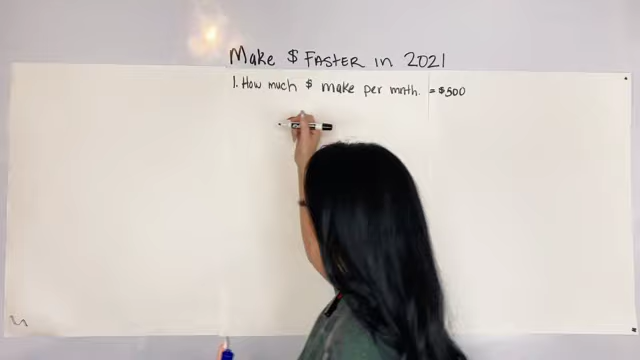 Make $ FASTER in 2021
1. How much $ make per mnth. = $500